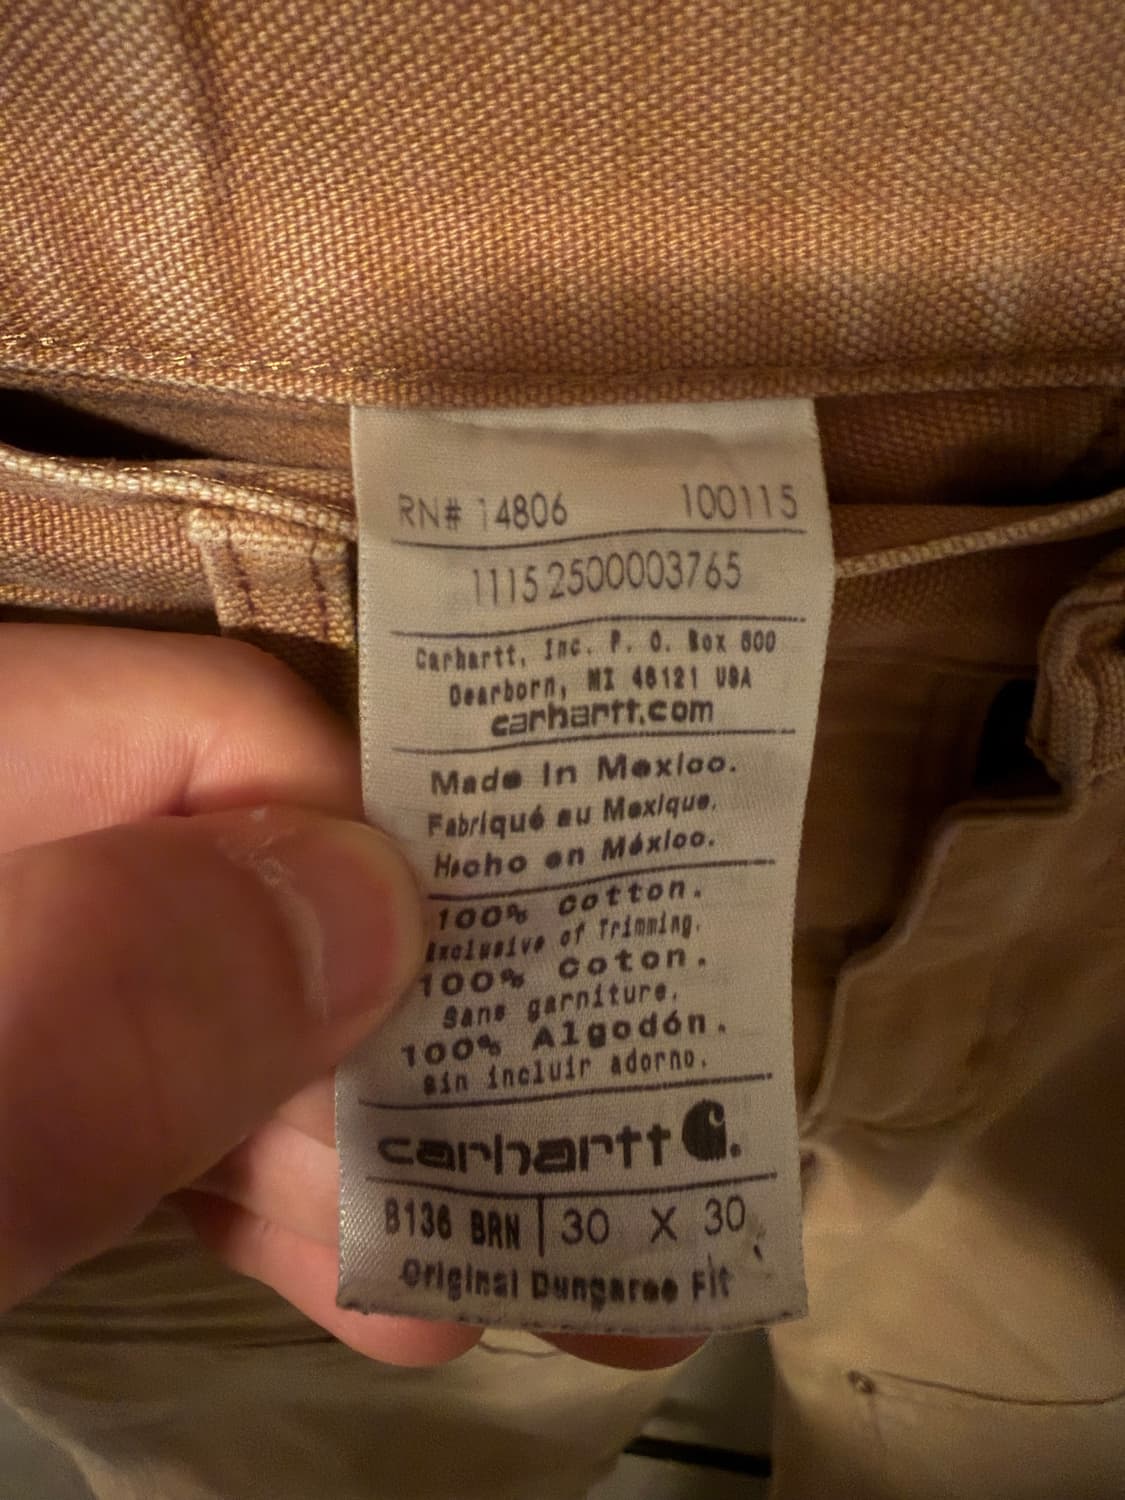 RN# 14806 100115
11152500003765
Carhartt, Inc. P. O. Box 600
Dearborn, MI 48121 USA
carhartt.com
Made In Mexico.
Fabriqué au Mexique.
Hecho en México.
100% cotton.
Exclusive of Trimming.
100% coton.
Sans garniture.
100% Algodón.
sin incluir adorno.
carhartt
B136 BRN | 30 X 30
Original Dungaree Fit